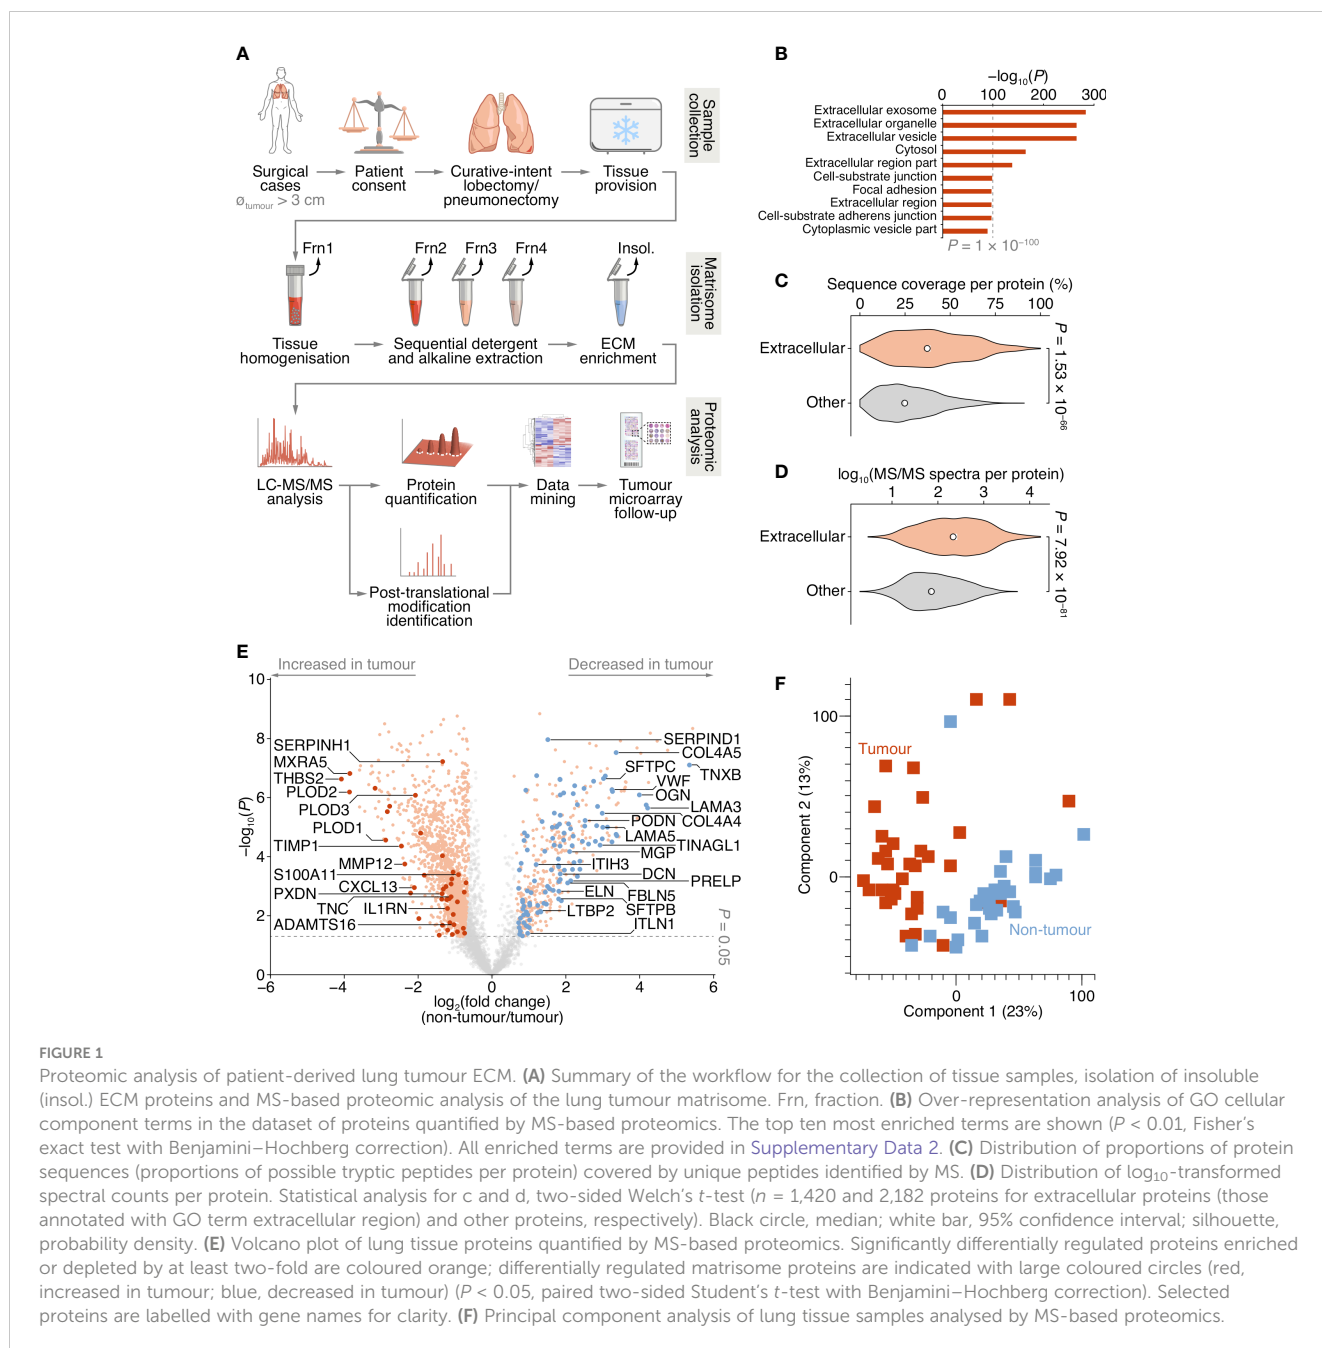 A
Surgical
cases
øtumour > 3 cm
Patient
consent
Curative-intent
lobectomy/
pneumonectomy
Tissue
provision
Sample
collection
Frn1
Frn2
Frn3
Frn4
Insol.
Tissue
homogenisation
Sequential detergent
and alkaline extraction
ECM
enrichment
Matrisome
isolation
LC-MS/MS
analysis
Protein
quantification
Data
mining
Tumour
microarray
follow-up
Post-translational
modification
identification
Proteomic
analysis
B
−log10(P)
0 100 200 300
Extracellular exosome
Extracellular organelle
Extracellular vesicle
Cytosol
Extracellular region part
Cell-substrate junction
Focal adhesion
Extracellular region
Cell-substrate adherens junction
Cytoplasmic vesicle part
P = 1 × 10−100
C
Sequence coverage per protein (%)
0 25 50 75 100
Extracellular
Other
P = 1.53 × 10−66
D
log10(MS/MS spectra per protein)
1 2 3 4
Extracellular
Other
P = 7.92 × 10−81
E
Increased in tumour
Decreased in tumour
−log10(P)
10
8
6
4
2
0
SERPINH1
MXRA5
THBS2
PLOD2
PLOD3
PLOD1
TIMP1
MMP12
S100A11
CXCL13
PXDN
TNC
IL1RN
ADAMTS16
SERPIND1
COL4A5
SFTPC
TNXB
VWF
OGN
LAMA3
PODN
COL4A4
LAMA5
TINAGL1
MGP
ITIH3
DCN
PRELP
ELN
FBLN5
LTBP2
SFTPB
ITLN1
P = 0.05
−6 −4 −2 0 2 4 6
log2(fold change)
(non-tumour/tumour)
F
Component 2 (13%)
100
0
Tumour
Non-tumour
0 100
Component 1 (23%)
FIGURE 1
Proteomic analysis of patient-derived lung tumour ECM. (A) Summary of the workflow for the collection of tissue samples, isolation of insoluble
(insol.) ECM proteins and MS-based proteomic analysis of the lung tumour matrisome. Frn, fraction. (B) Over-representation analysis of GO cellular
component terms in the dataset of proteins quantified by MS-based proteomics. The top ten most enriched terms are shown (P < 0.01, Fisher's
exact test with Benjamini–Hochberg correction). All enriched terms are provided in Supplementary Data 2. (C) Distribution of proportions of protein
sequences (proportions of possible tryptic peptides per protein) covered by unique peptides identified by MS. (D) Distribution of log10-transformed
spectral counts per protein. Statistical analysis for c and d, two-sided Welch's t-test (n = 1,420 and 2,182 proteins for extracellular proteins (those
annotated with GO term extracellular region) and other proteins, respectively). Black circle, median; white bar, 95% confidence interval; silhouette,
probability density. (E) Volcano plot of lung tissue proteins quantified by MS-based proteomics. Significantly differentially regulated proteins enriched
or depleted by at least two-fold are coloured orange; differentially regulated matrisome proteins are indicated with large coloured circles (red,
increased in tumour; blue, decreased in tumour) (P < 0.05, paired two-sided Student's t-test with Benjamini–Hochberg correction). Selected
proteins are labelled with gene names for clarity. (F) Principal component analysis of lung tissue samples analysed by MS-based proteomics.